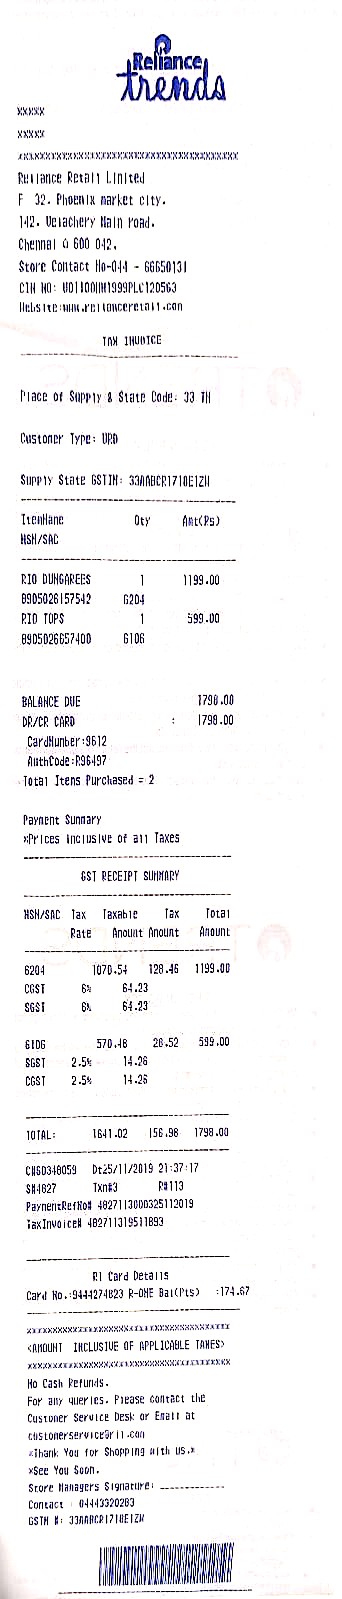 Reliance
trends
xxxxx
xxxxx
xxxxxxxxxxxxxxxxxxxxxxxxxxxxxxxxxxxxxx
Reliance Retail Limited
F 32. Phoenix market city.
142. Velachery Main road.
Chennai 600 042.
Store Contact No-044 - 66650131
CIN NO:
Website:www.relianceretail.com
TAX INVOICE
Place of Supply & State Code: 33 TN
Customer Type: URD
Supply State GSTIN: 33AABCR1718E1ZW
ItemName Qty Amt(Rs)
HSN/SAC
RIO DUNGAREES 1 1199.00
8905026157542 6204
RIO TOPS 1 599.00
8905026657400 6106
BALANCE DUE 1798.00
DR/CR CARD : 1798.00
CardNumber:9612
AuthCode:R96497
Total Items Purchased = 2
Payment Summary
*Prices inclusive of all Taxes
GST RECEIPT SUMMARY
HSN/SAC Tax Taxable Tax Total
Rate Amount Amount Amount
6204 1070.54 128.46 1199.00
CGST 6% 64.23
SGST 6% 64.23
6106 570.48 28.52 599.00
SGST 2.5% 14.26
CGST 2.5% 14.26
TOTAL: 1641.02 156.98 1798.00
CNSD348059 Dt25/11/2019 21:37:17
S#4827 Txn#3 R#113
PaymentRefNo# 4827113000325112019
TaxInvoice# 482711319511893
R1 Card Details
Card No.:9444274823 R-ONE Bal(Pts) :174.67
xxxxxxxxxxxxxxxxxxxxxxxxxxxxxxxxxxxxxx
<AMOUNT INCLUSIVE OF APPLICABLE TAXES>
xxxxxxxxxxxxxxxxxxxxxxxxxxxxxxxxxxxxxx
No Cash Refunds.
For any queries. Please contact the
Customer Service Desk or Email at
customerservice@ril.com
*Thank You for Shopping with us.*
*See You Soon.
Store Managers Signature: ____________
Contact : 04443320283
GSTN #: 33AABCR1718E1ZW